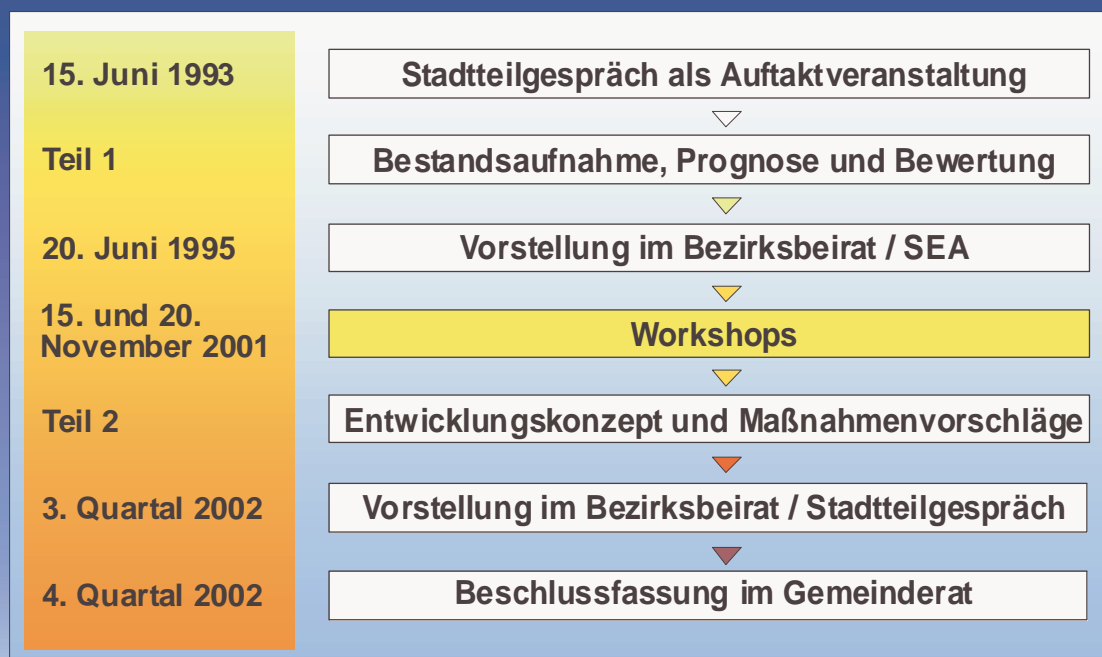 15. Juni 1993
Stadtteilgespräch als Auftaktveranstaltung
Teil 1
Bestandsaufnahme, Prognose und Bewertung
20. Juni 1995
Vorstellung im Bezirksbeirat / SEA
15. und 20.
November 2001
Workshops
Teil 2
Entwicklungskonzept und Maßnahmenvorschläge
3. Quartal 2002
Vorstellung im Bezirksbeirat / Stadtteilgespräch
4. Quartal 2002
Beschlussfassung im Gemeinderat